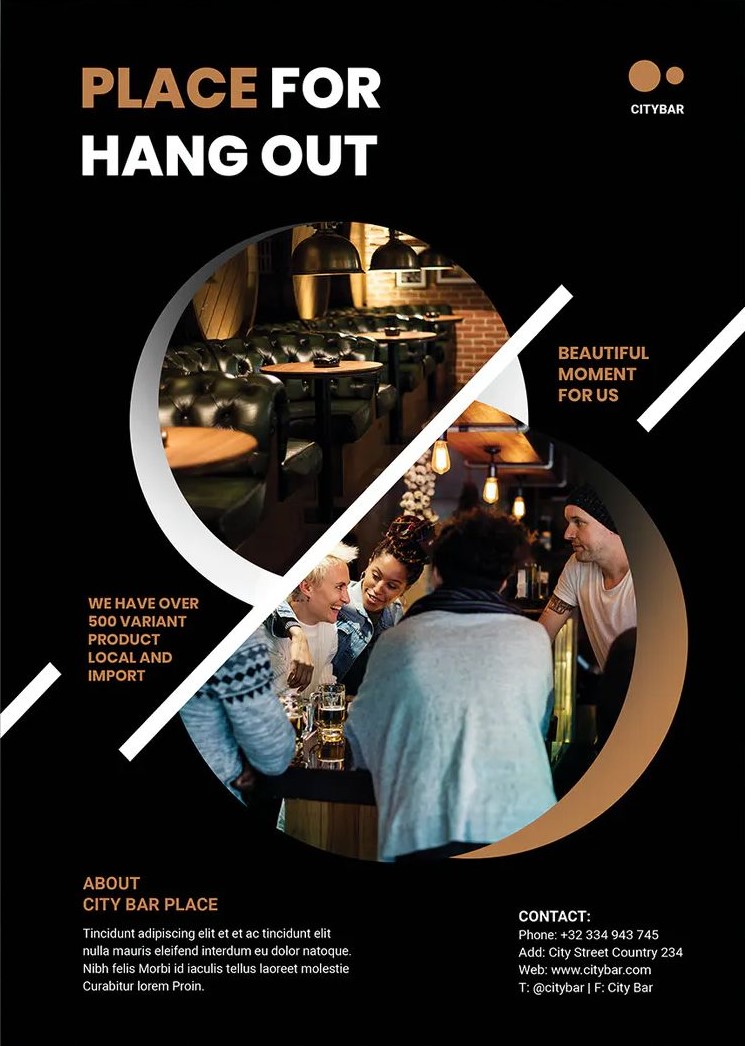 PLACE FOR
HANG OUT
CITYBAR
BEAUTIFUL
MOMENT
FOR US
WE HAVE OVER
500 VARIANT
PRODUCT
LOCAL AND
IMPORT
ABOUT
CITY BAR PLACE
Tincidunt adipiscing elit et et ac tincidunt elit
nulla mauris eleifend interdum eu dolor natoque.
Nibh felis Morbi id iaculis tellus laoreet molestie
Curabitur lorem Proin.
CONTACT:
Phone: +32 334 943 745
Add: City Street Country 234
Web: www.citybar.com
T: @citybar | F: City Bar